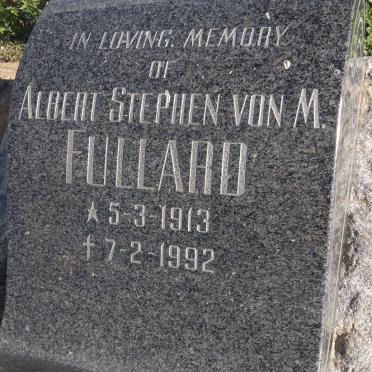 IN LOVING MEMORY
OF
ALBERT STEPHEN VON M.
FULLARD
★ 5-3-1913
✝ 7-2-1992